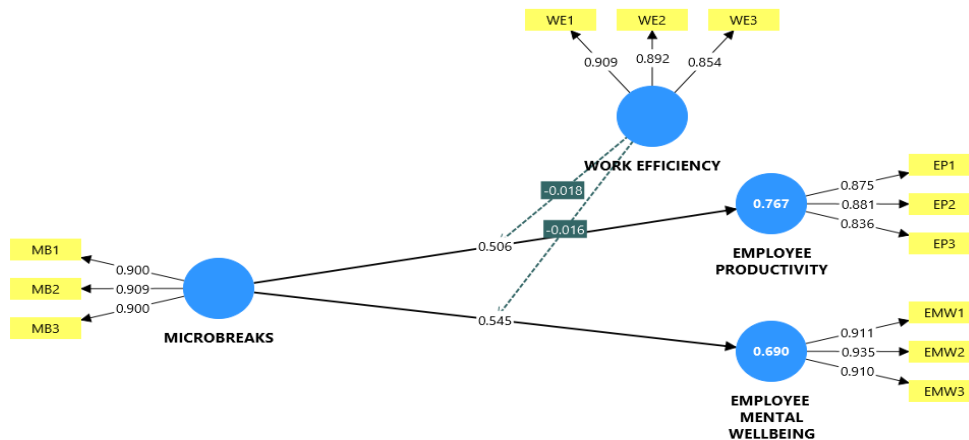 WE1
WE2
WE3
0.909
0.892
0.854
WORK EFFICIENCY
-0.018
-0.016
0.506
0.545
MB1
MB2
MB3
0.900
0.909
0.900
MICROBREAKS
0.767
EMPLOYEE
PRODUCTIVITY
0.875
0.881
0.836
EP1
EP2
EP3
0.690
EMPLOYEE
MENTAL
WELLBEING
0.911
0.935
0.910
EMW1
EMW2
EMW3